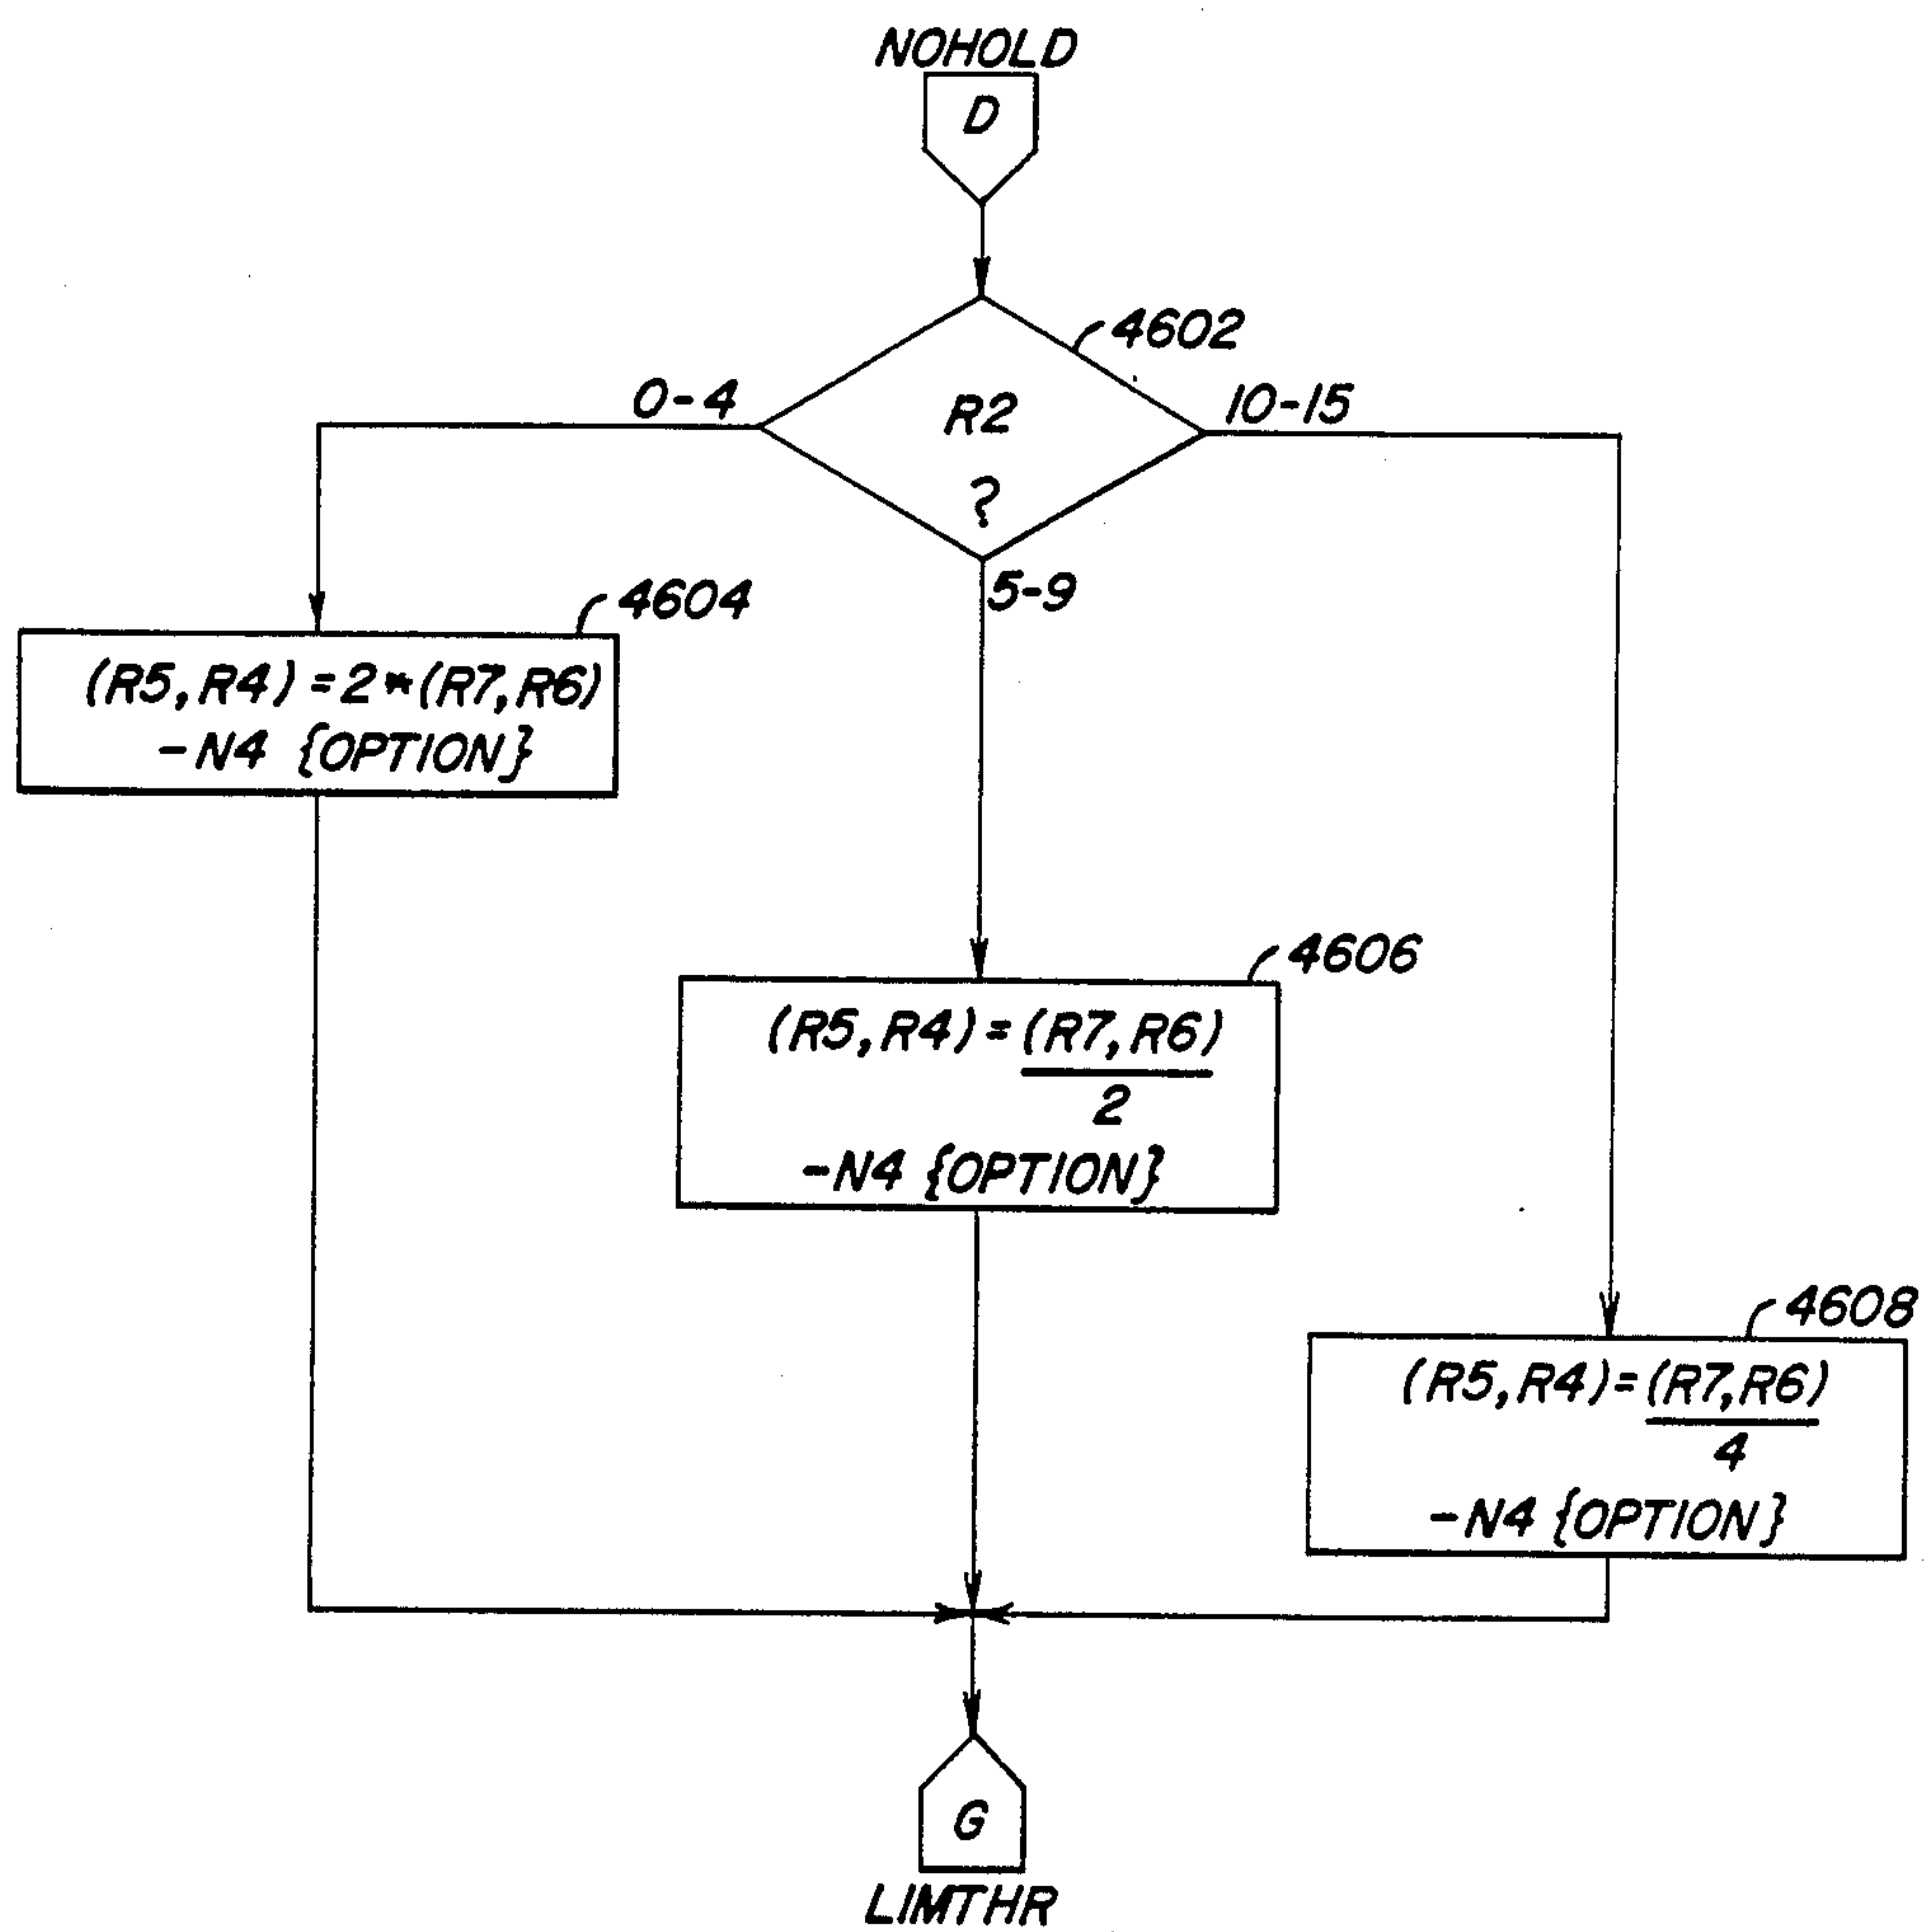 NOHOLD
D
4602
0-4
R2
?
10-15
5-9
4604
(R5,R4)=2*(R7,R6)
-N4 {OPTION}
4606
(R5,R4)=(R7,R6)
2
-N4 {OPTION}
4608
(R5,R4)=(R7,R6)
4
-N4 {OPTION}
G
LIMTHR